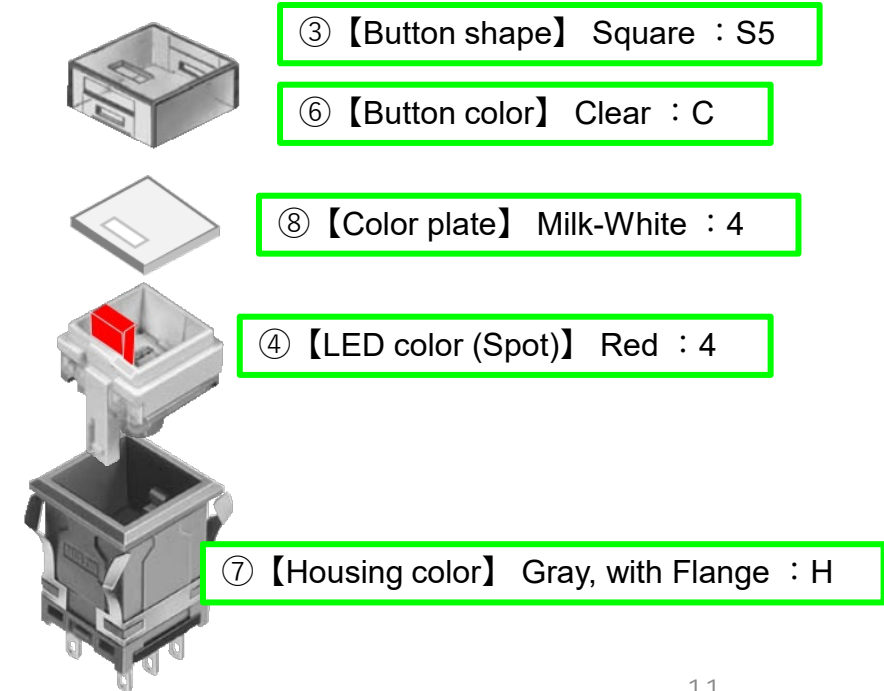 ③【Button shape】 Square ：S5
⑥【Button color】 Clear ：C
⑧【Color plate】 Milk-White ：4
④【LED color (Spot)】 Red ：4
⑦【Housing color】 Gray, with Flange ：H